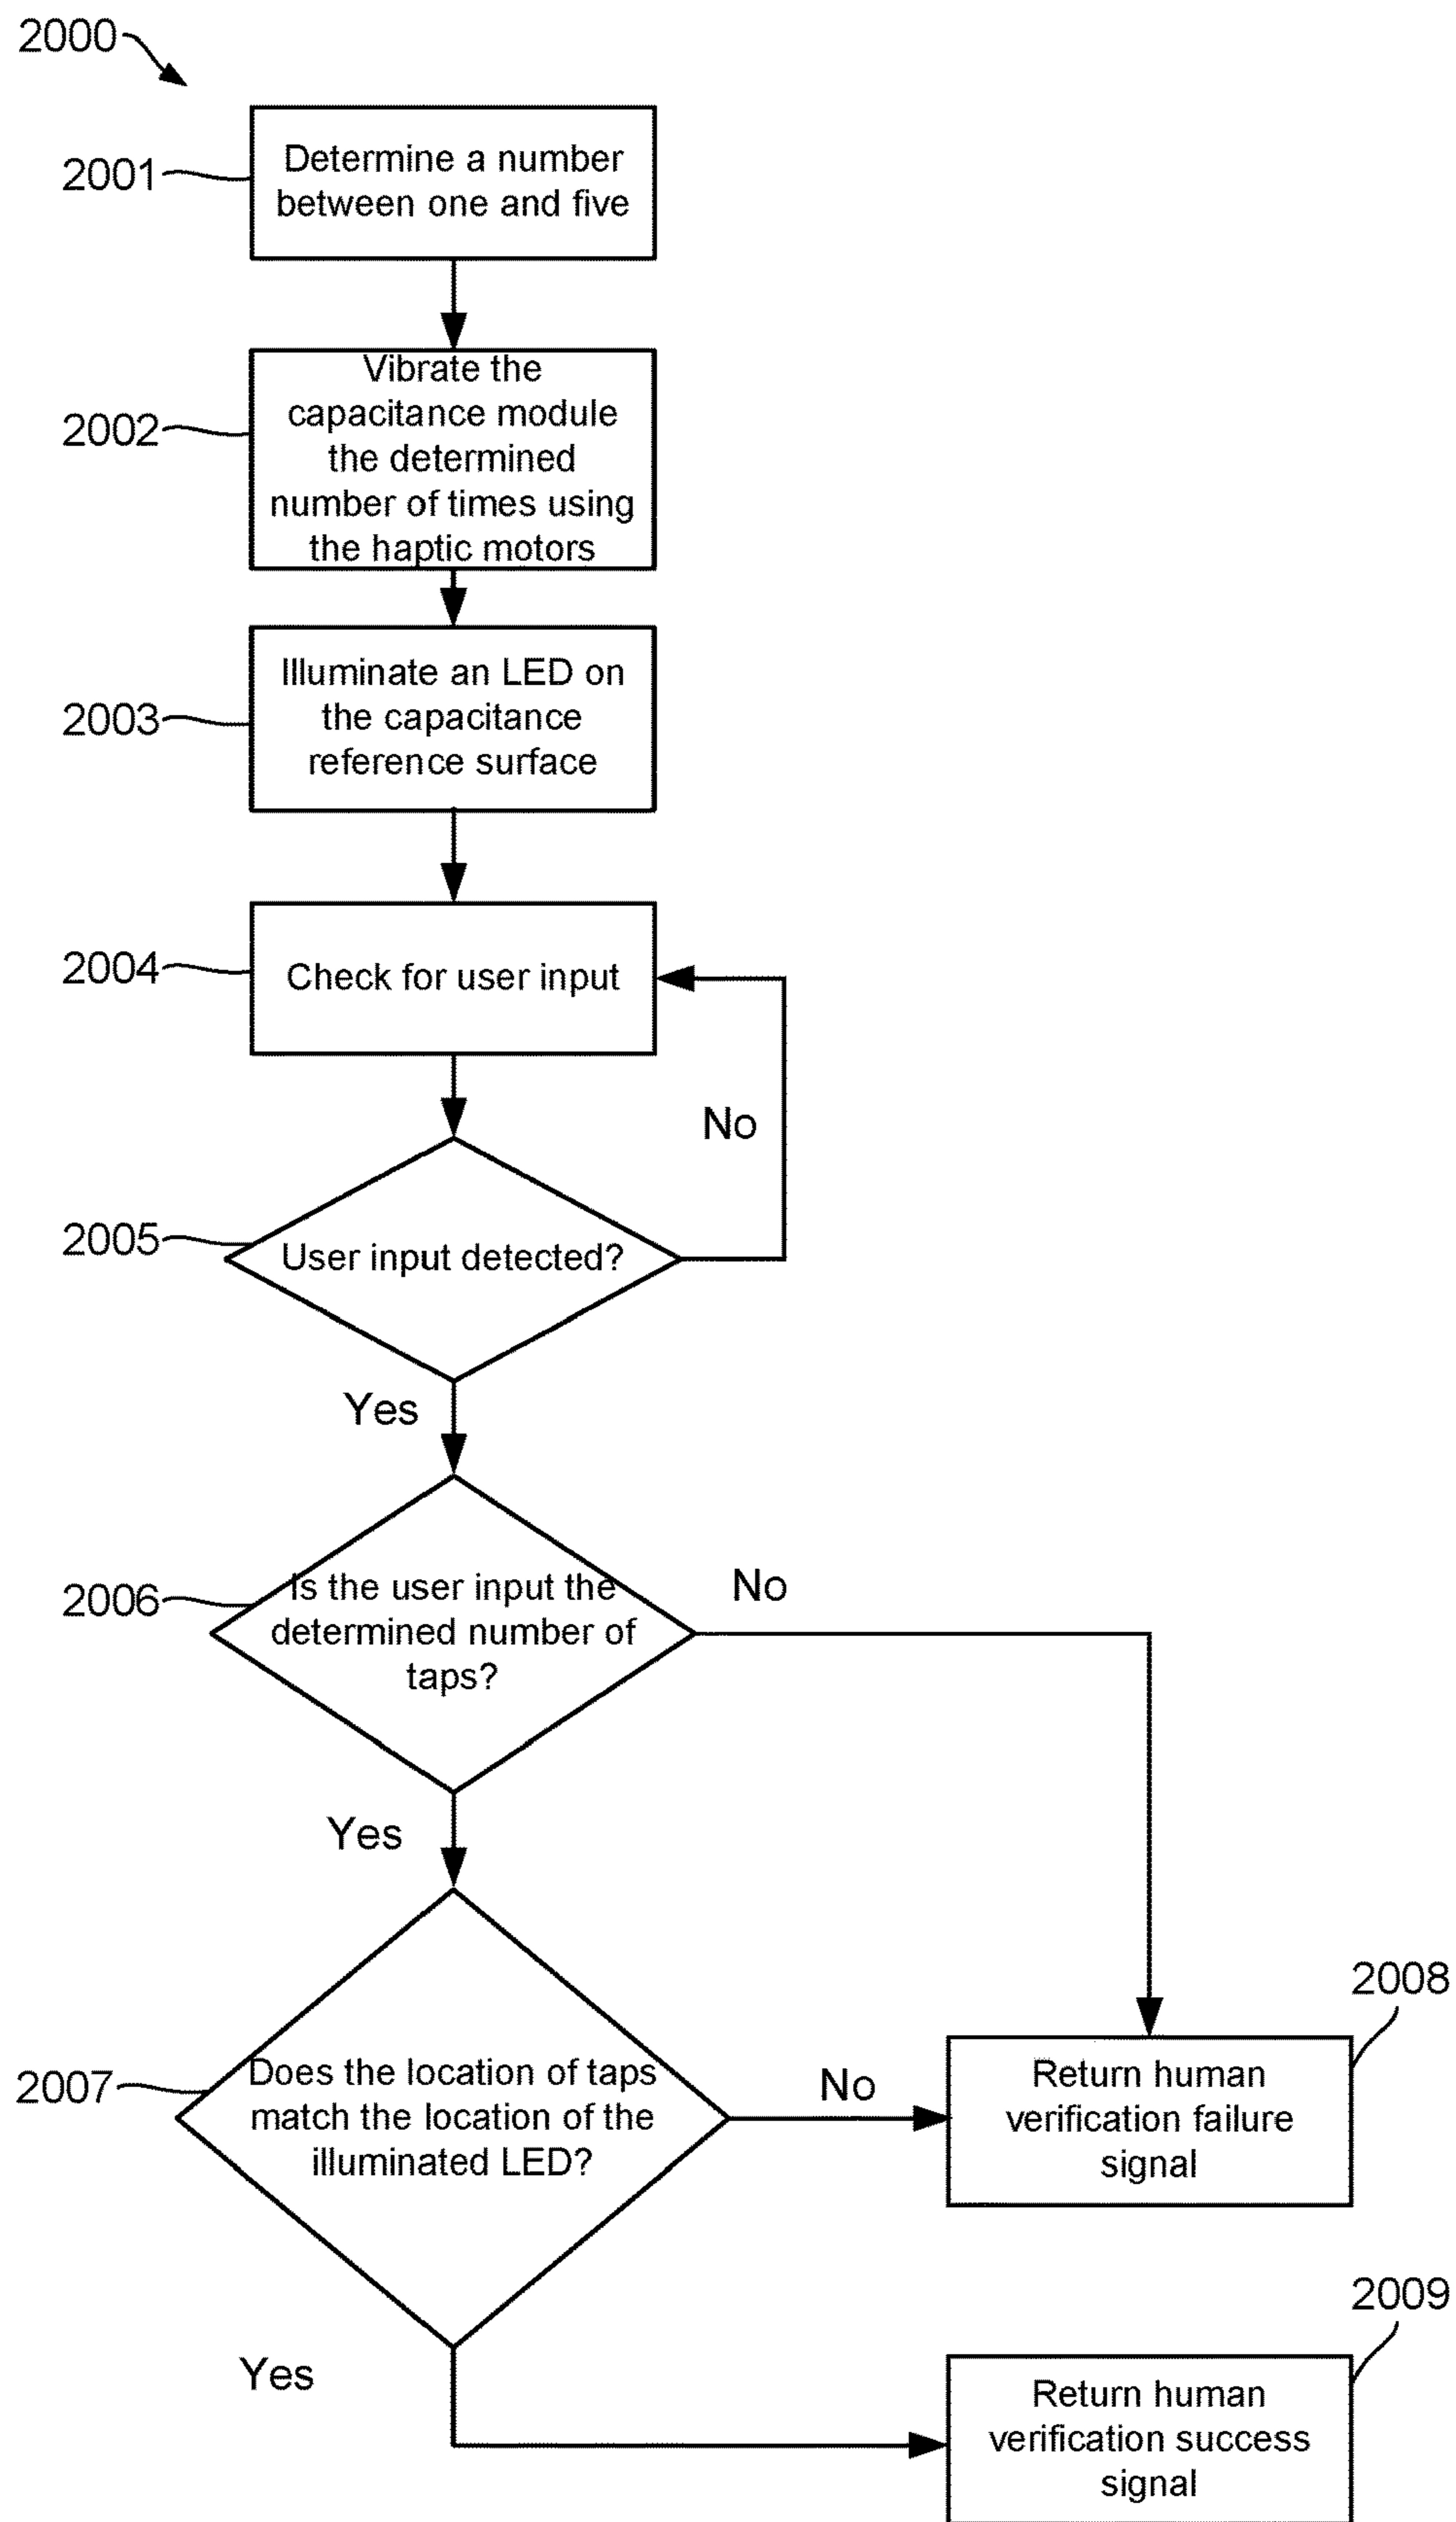 2000
2001
Determine a number
between one and five
2002
Vibrate the
capacitance module
the determined
number of times using
the haptic motors
2003
Illuminate an LED on
the capacitance
reference surface
2004
Check for user input
No
2005
User input detected?
Yes
2006
Is the user input the
determined number of
taps?
No
Yes
2007
Does the location of taps
match the location of the
illuminated LED?
No
2008
Return human
verification failure
signal
Yes
2009
Return human
verification success
signal